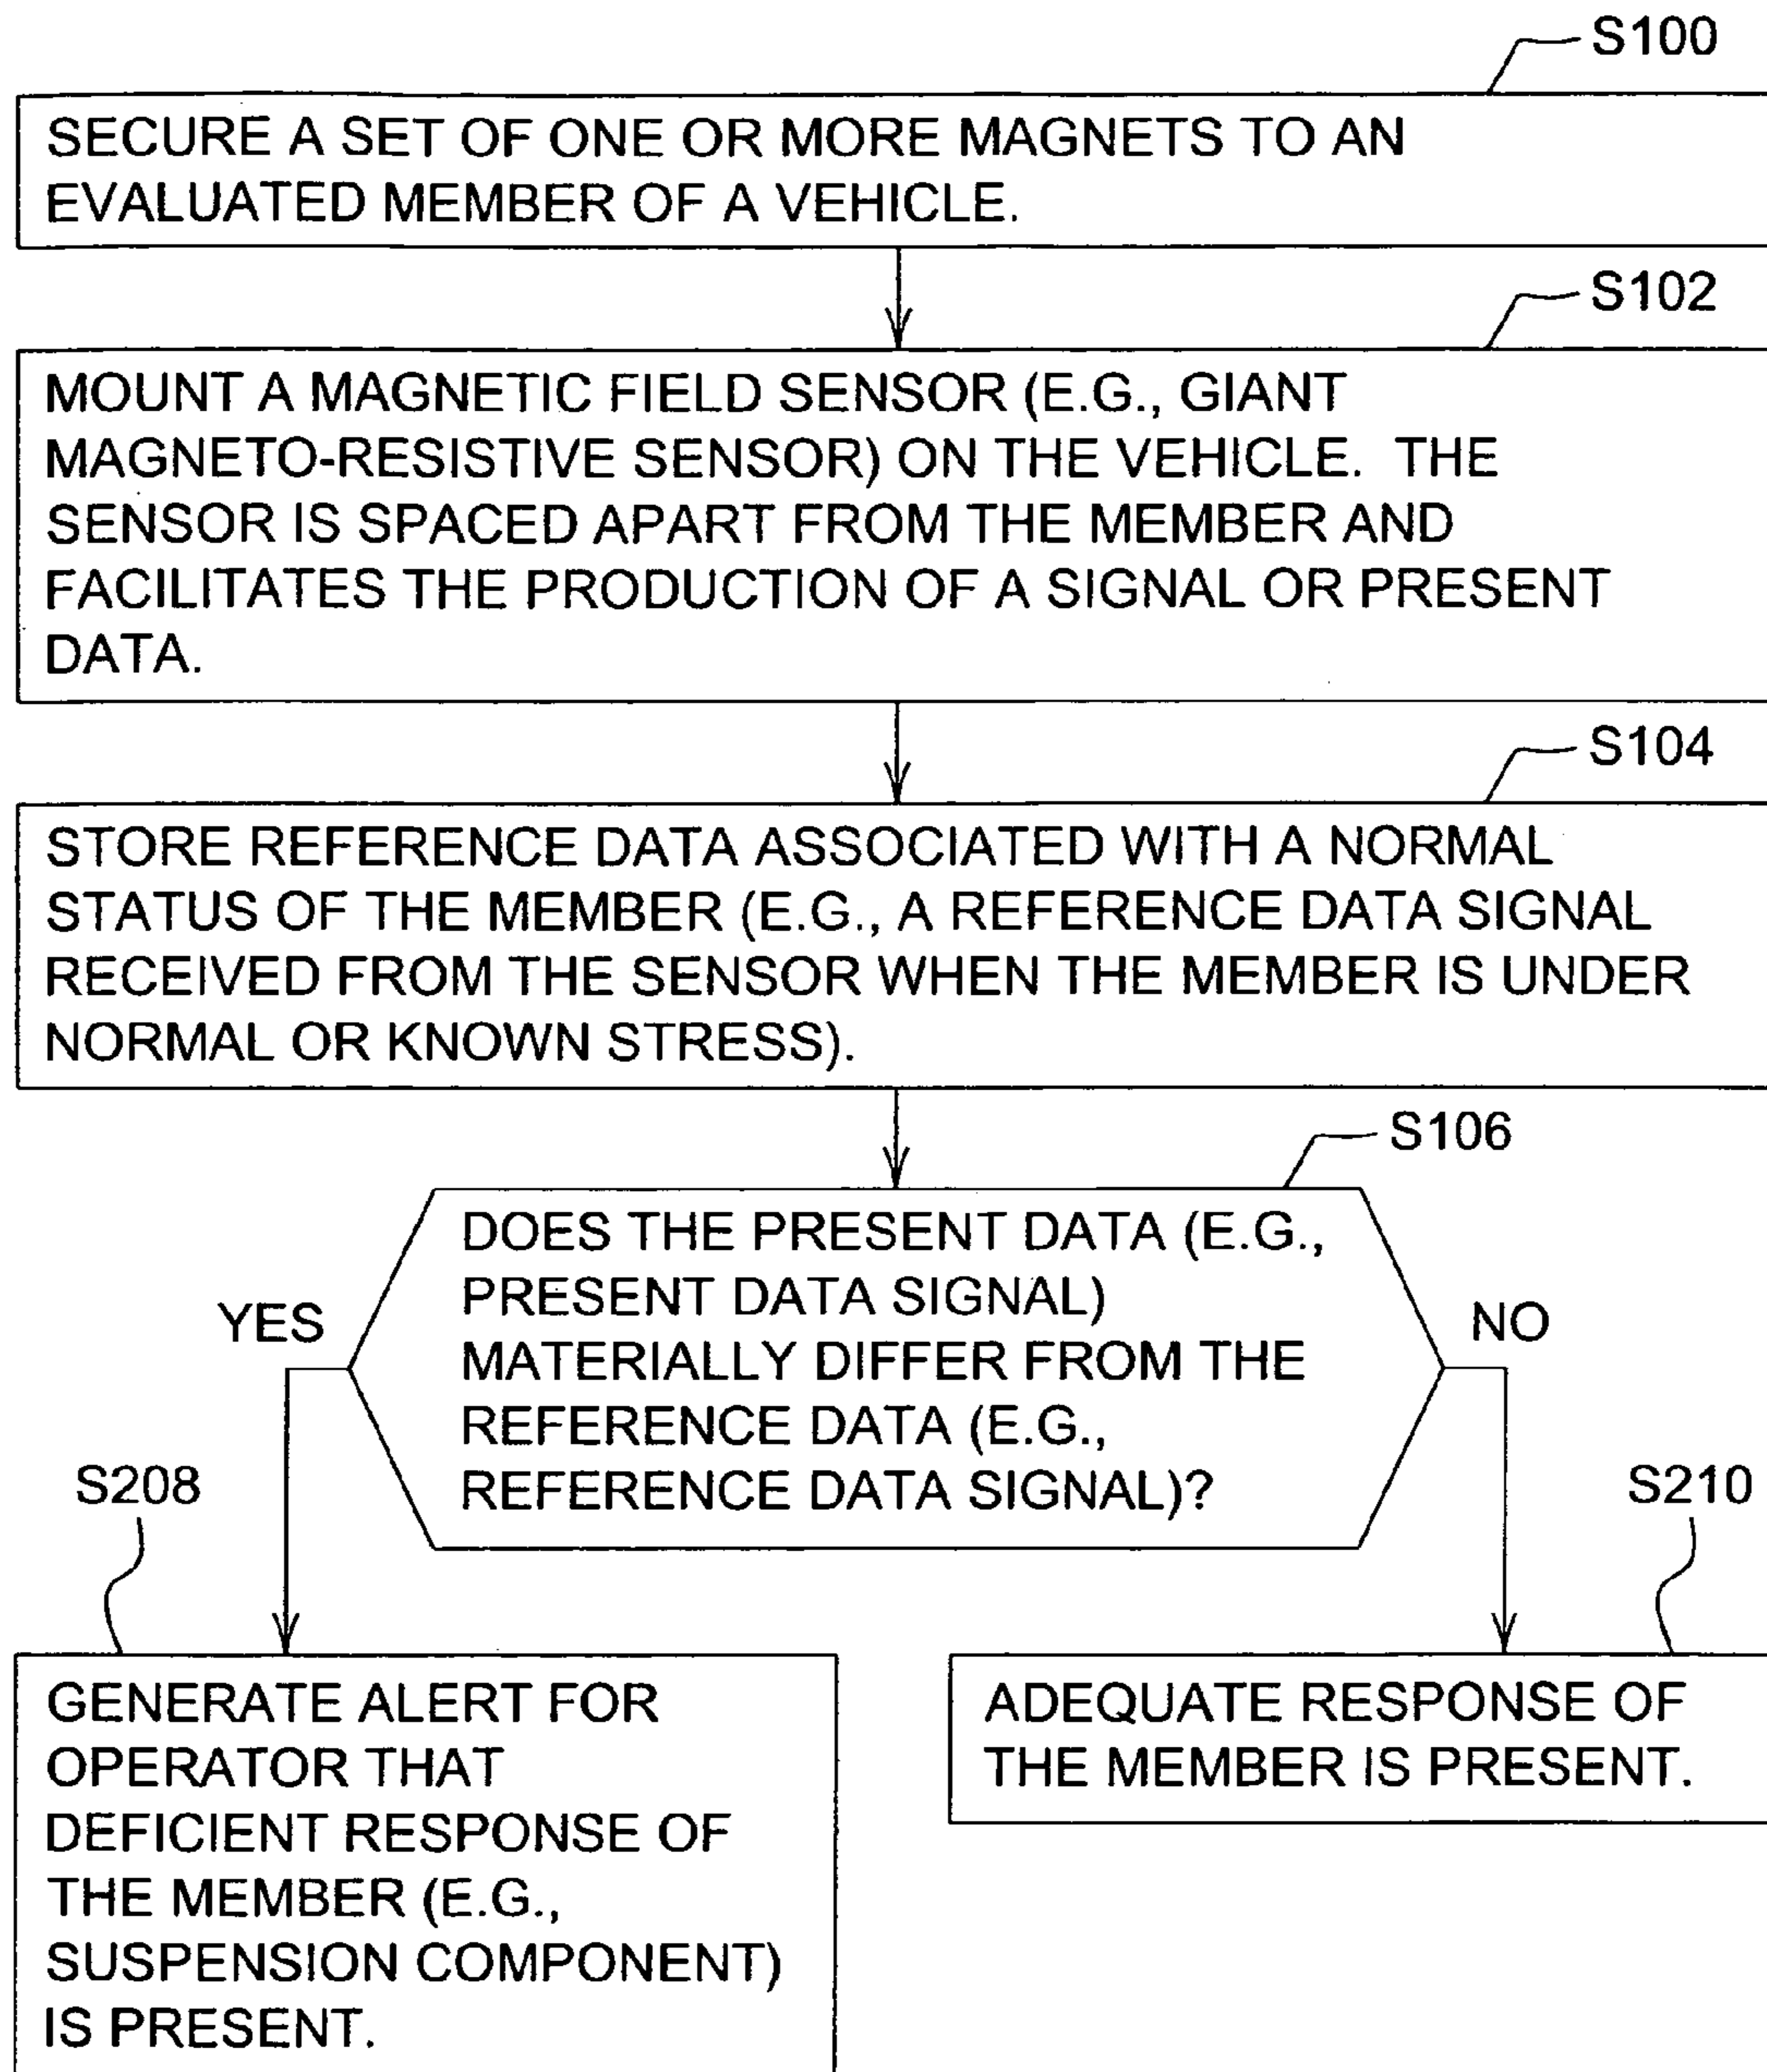 S100
SECURE A SET OF ONE OR MORE MAGNETS TO AN
EVALUATED MEMBER OF A VEHICLE.
S102
MOUNT A MAGNETIC FIELD SENSOR (E.G., GIANT
MAGNETO-RESISTIVE SENSOR) ON THE VEHICLE. THE
SENSOR IS SPACED APART FROM THE MEMBER AND
FACILITATES THE PRODUCTION OF A SIGNAL OR PRESENT
DATA.
S104
STORE REFERENCE DATA ASSOCIATED WITH A NORMAL
STATUS OF THE MEMBER (E.G., A REFERENCE DATA SIGNAL
RECEIVED FROM THE SENSOR WHEN THE MEMBER IS UNDER
NORMAL OR KNOWN STRESS).
S106
DOES THE PRESENT DATA (E.G.,
PRESENT DATA SIGNAL)
MATERIALLY DIFFER FROM THE
REFERENCE DATA (E.G.,
REFERENCE DATA SIGNAL)?
YES
NO
S208
GENERATE ALERT FOR
OPERATOR THAT
DEFICIENT RESPONSE OF
THE MEMBER (E.G.,
SUSPENSION COMPONENT)
IS PRESENT.
S210
ADEQUATE RESPONSE OF
THE MEMBER IS PRESENT.